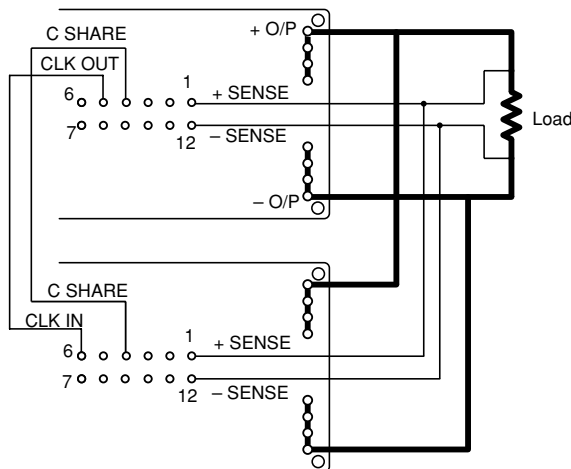 + O/P
C SHARE
CLK OUT
6
1
+ SENSE
7
12
– SENSE
Load
– O/P
C SHARE
CLK IN
6
1
+ SENSE
7
12
– SENSE